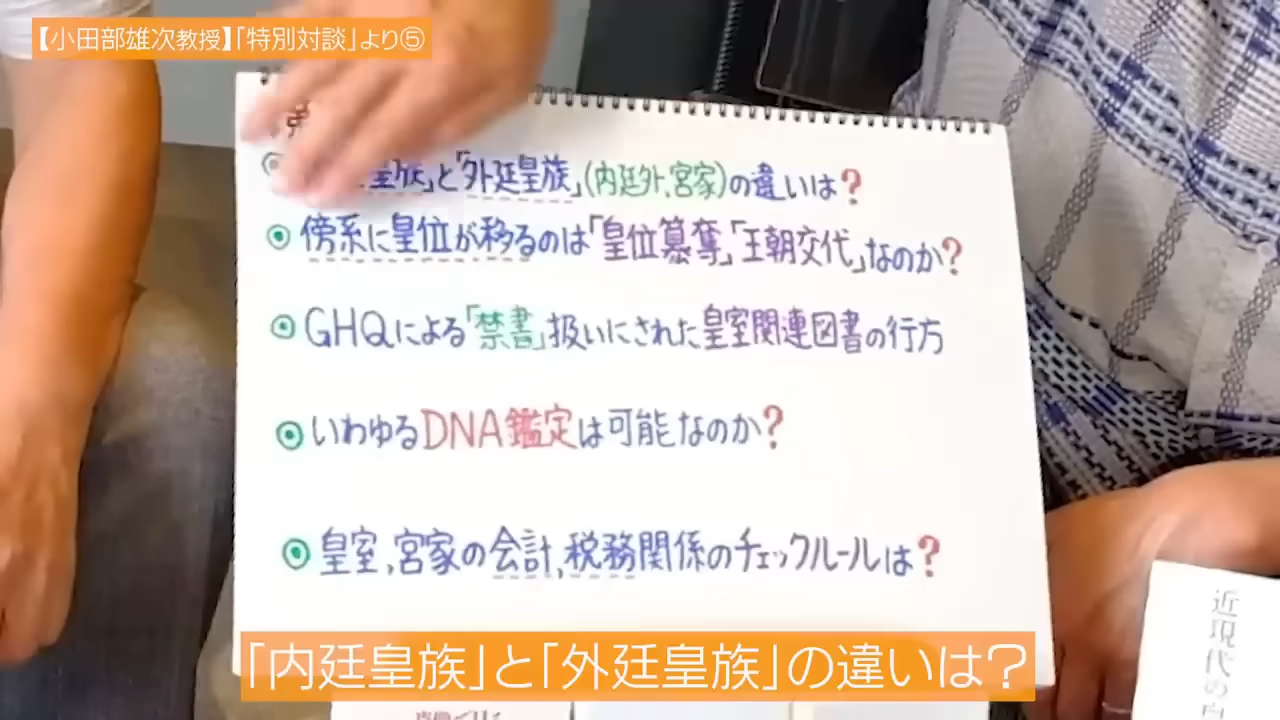 【小田部雄次教授】「特別対談」より⑤
皇族」と「外廷皇族」(内廷外、宮家)の違いは?
◎傍系に皇位が移るのは「皇位簒奪」「王朝交代」なのか?
◎GHQによる「禁書」扱いにされた皇室関連図書の行方
◎いわゆるDNA鑑定は可能なのか?
◎皇室、宮家の会計、税務関係のチェックルールは?
「内廷皇族」と「外廷皇族」の違いは?
近現代の